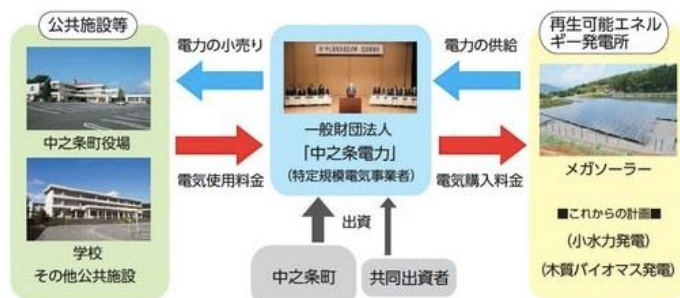 公共施設等
中之条町役場
学校
その他公共施設
電力の小売り
電気使用料金
一般財団法人
「中之条電力」
(特定規模電気事業者)
出資
中之条町
共同出資者
電力の供給
電気購入料金
再生可能エネル
ギー発電所
メガソーラー
■これからの計画■
(小水力発電)
(木質バイオマス発電)